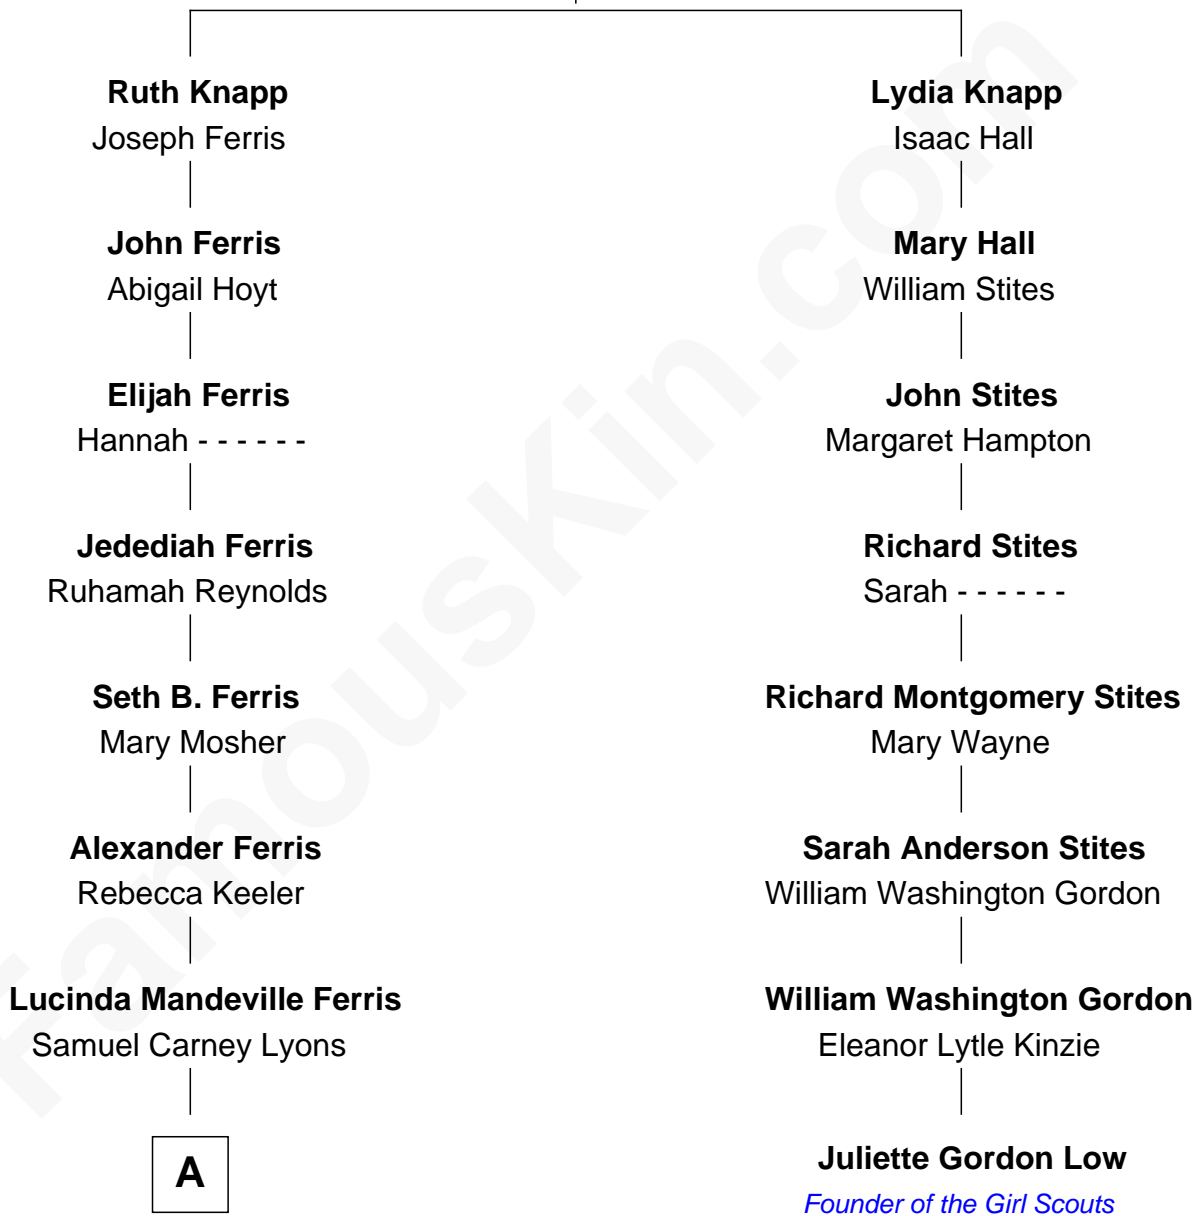 Ruth Knapp
Joseph Ferris
John Ferris
Abigail Hoyt
Elijah Ferris
Hannah - - - - - -
Jedediah Ferris
Ruhamah Reynolds
Seth B. Ferris
Mary Mosher
Alexander Ferris
Rebecca Keeler
Lucinda Mandeville Ferris
Samuel Carney Lyons
A
Lydia Knapp
Isaac Hall
Mary Hall
William Stites
John Stites
Margaret Hampton
Richard Stites
Sarah - - - - - -
Richard Montgomery Stites
Mary Wayne
Sarah Anderson Stites
William Washington Gordon
William Washington Gordon
Eleanor Lytle Kinzie
Juliette Gordon Low
Founder of the Girl Scouts
FamousKin.com